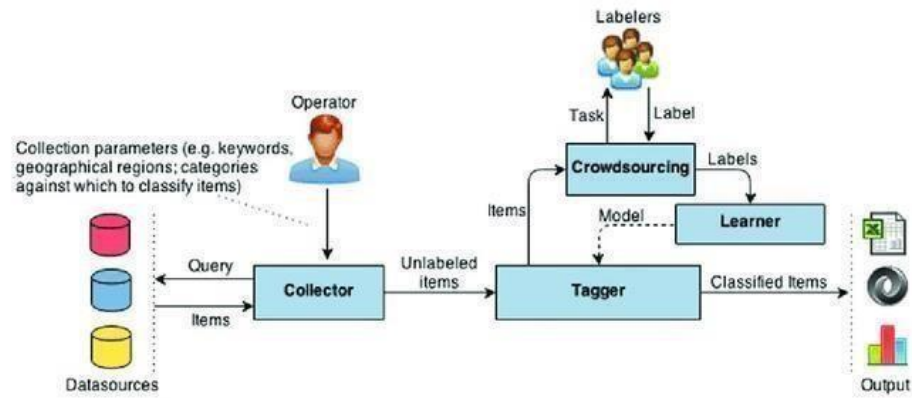 Labelers
Operator
Task
Label
Collection parameters (e.g. keywords,
geographical regions; categories
against which to classify items)
Crowdsourcing
Labels
Items
Model
Learner
Query
Collector
Unlabeled
items
Tagger
Classified Items
Items
Datasources
Output